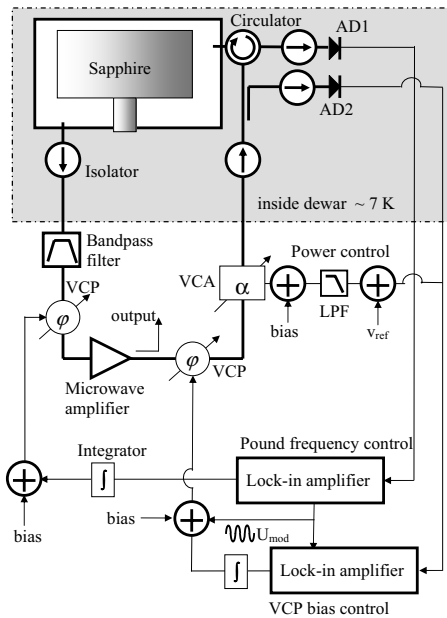 Circulator
AD1
Sapphire
AD2
Isolator
inside dewar ~ 7 K
Bandpass
filter
Power control
VCP
VCA
α
LPF
φ
output
bias
v_ref
φ
VCP
Microwave
amplifier
Integrator
Pound frequency control
∫
Lock-in amplifier
bias
bias
U_mod
∫
Lock-in amplifier
VCP bias control